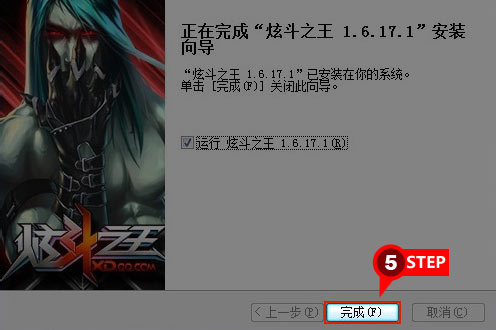 正在完成“炫斗之王 1.6.17.1”安装
向导
“炫斗之王 1.6.17.1”已安装在你的系统。
单击 [完成(F)] 关闭此向导。
运行 炫斗之王 1.6.17.1(R)
炫斗之王
XD.QQ.COM
5 STEP
< 上一步(P)
完成(F)
取消(C)